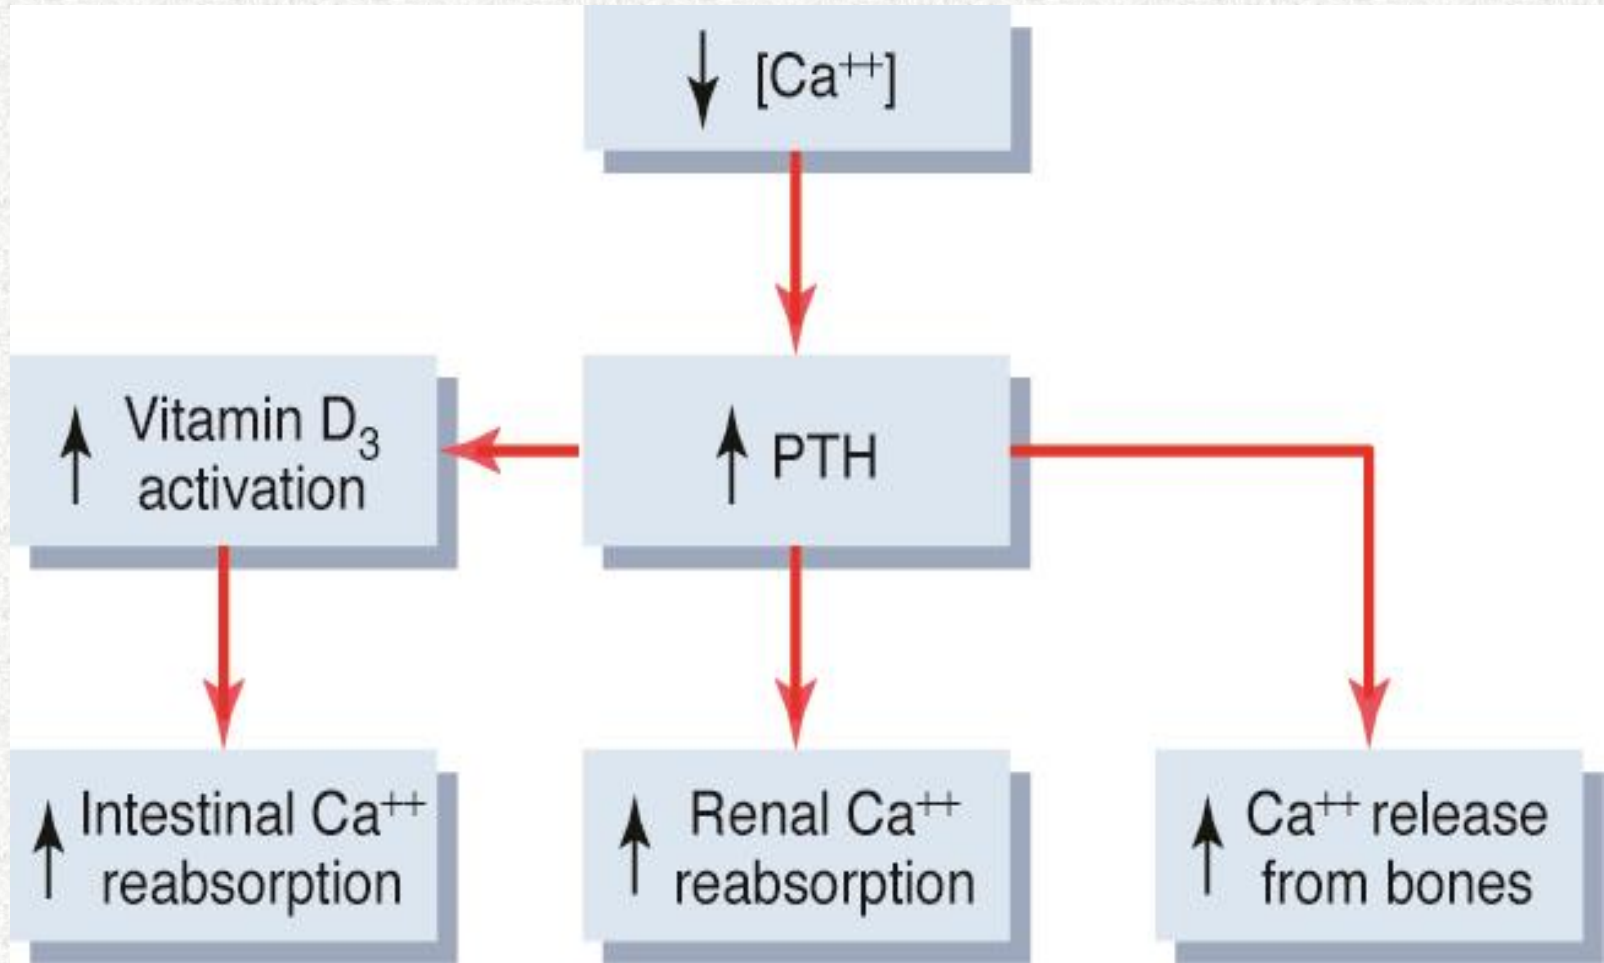 ↓ [Ca⁺⁺]
↑ Vitamin D₃
activation
↑ PTH
↑ Intestinal Ca⁺⁺
reabsorption
↑ Renal Ca⁺⁺
reabsorption
↑ Ca⁺⁺ release
from bones